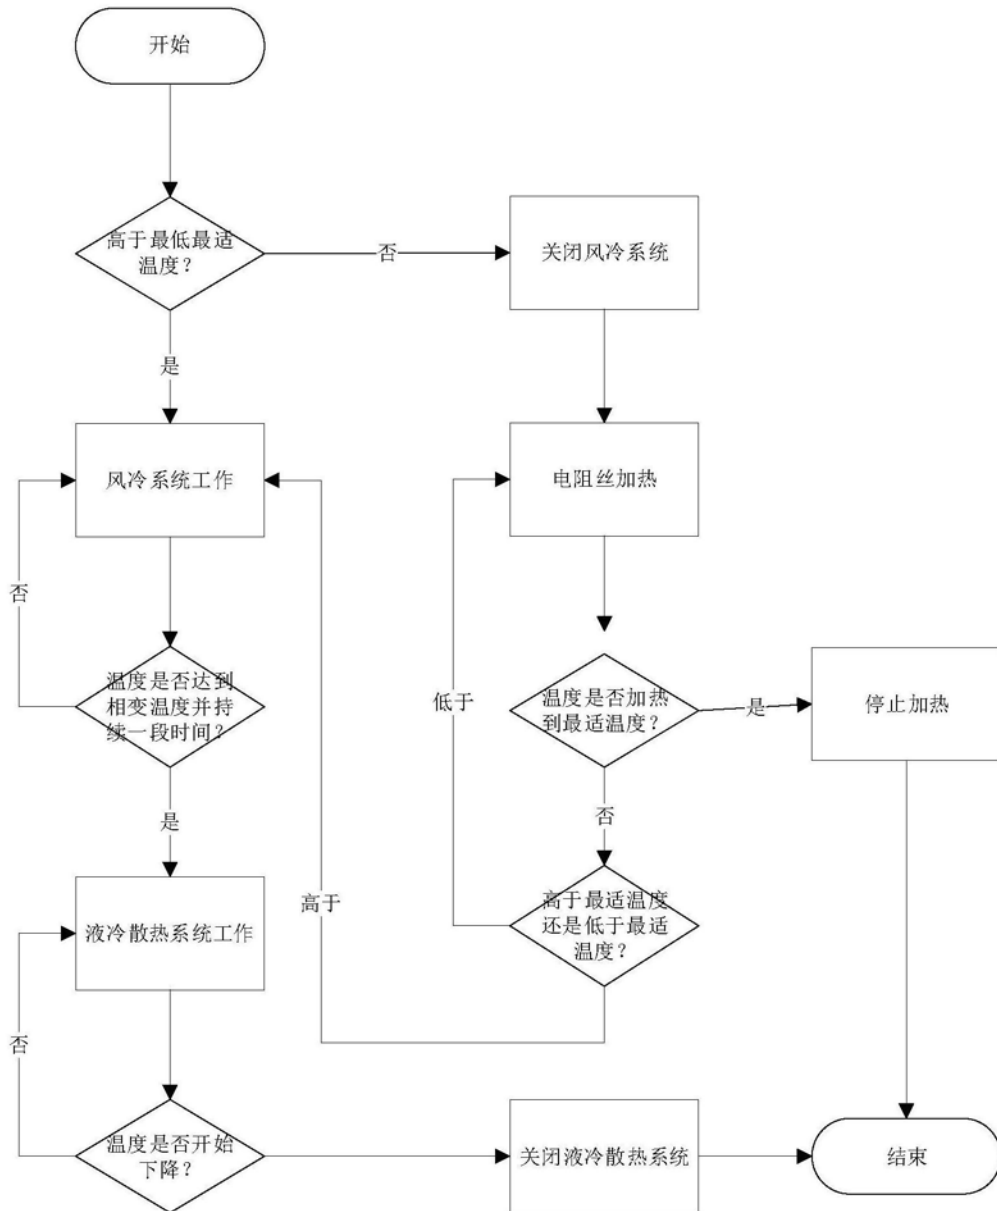 开始
高于最低最适
温度？
否
关闭风冷系统
是
风冷系统工作
电阻丝加热
否
温度是否达到
相变温度并持
续一段时间？
低于
温度是否加热
到最适温度？
是
停止加热
是
否
高于
高于最适温度
还是低于最适
温度？
液冷散热系统工作
否
温度是否开始
下降？
关闭液冷散热系统
结束